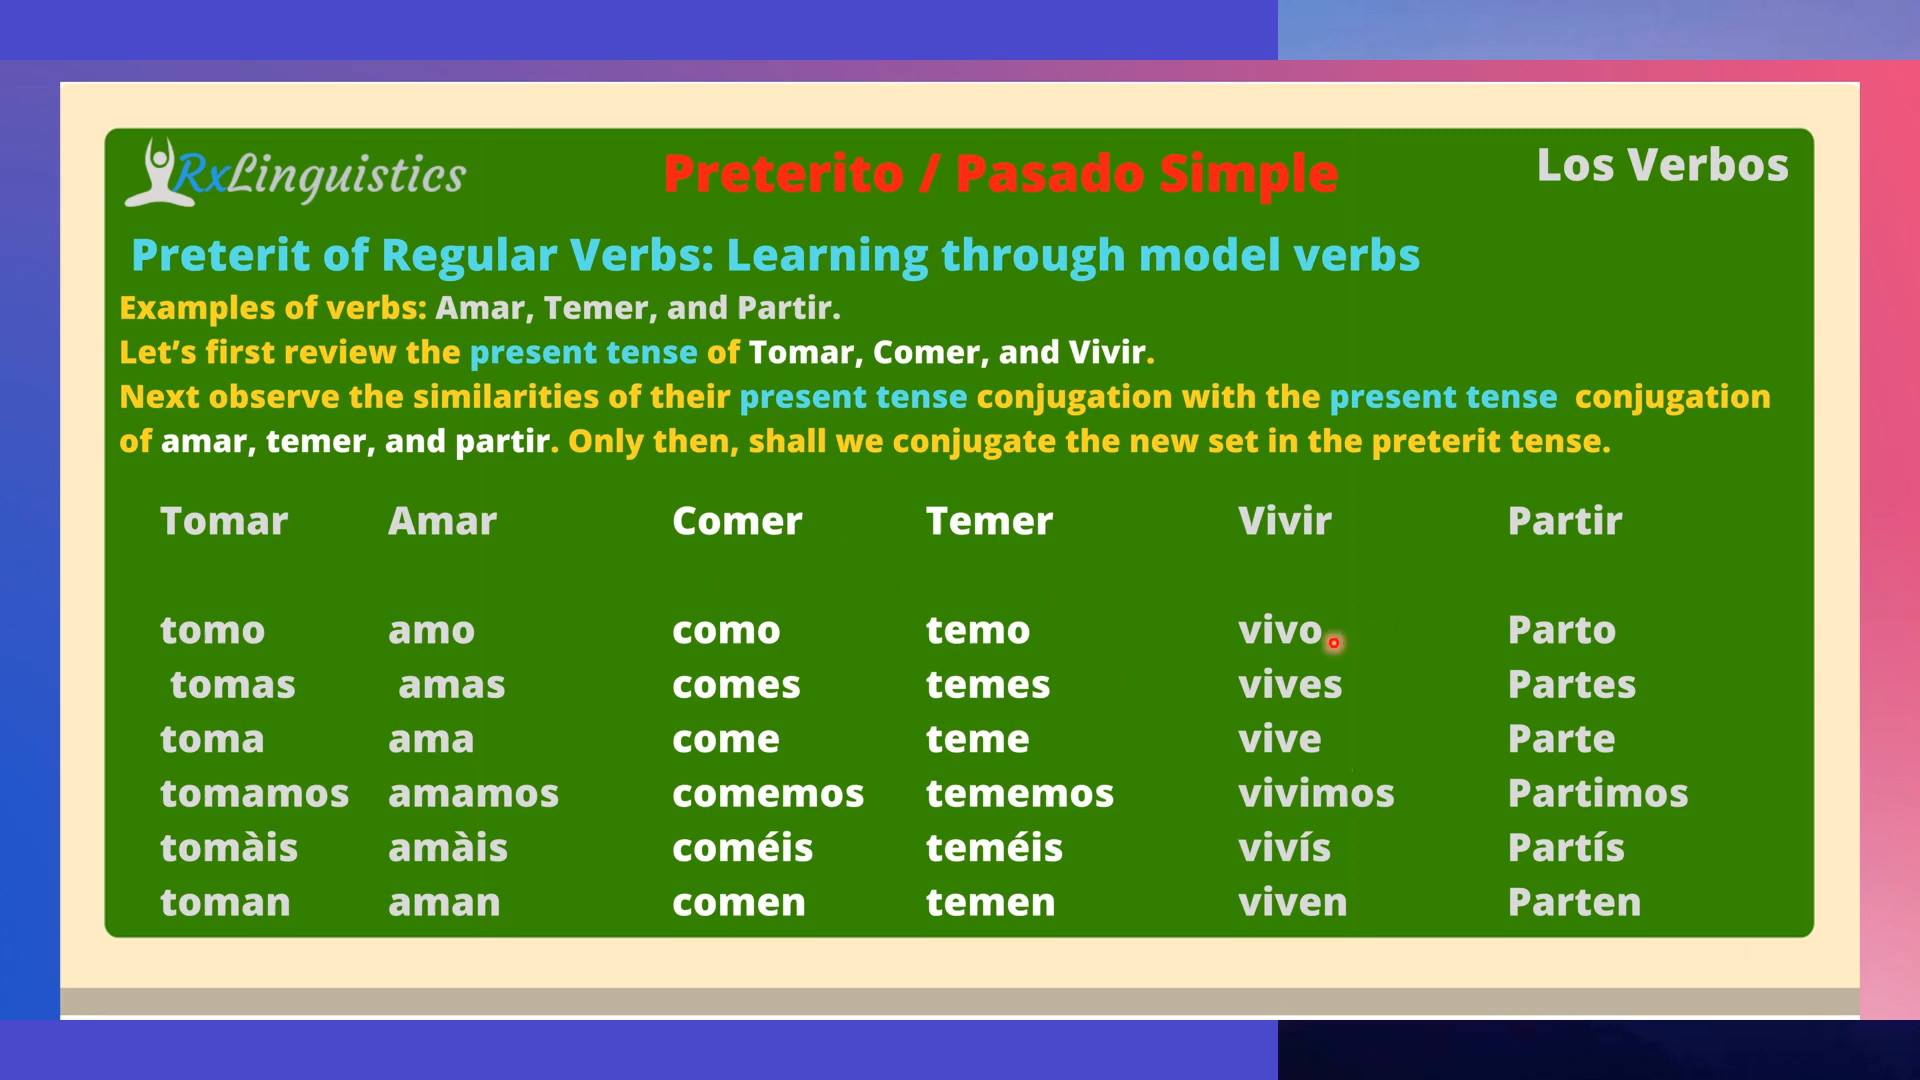 RxLinguistics
Preterito / Pasado Simple
Los Verbos
Preterit of Regular Verbs: Learning through model verbs
Examples of verbs: Amar, Temer, and Partir.
Let’s first review the present tense of Tomar, Comer, and Vivir.
Next observe the similarities of their present tense conjugation with the present tense conjugation
of amar, temer, and partir. Only then, shall we conjugate the new set in the preterit tense.
Tomar Amar Comer Temer Vivir Partir
tomo amo como temo vivo Parto
tomas amas comes temes vives Partes
toma ama come teme vive Parte
tomamos amamos comemos tememos vivimos Partimos
tomàis amàis coméis teméis vivís Partís
toman aman comen temen viven Parten